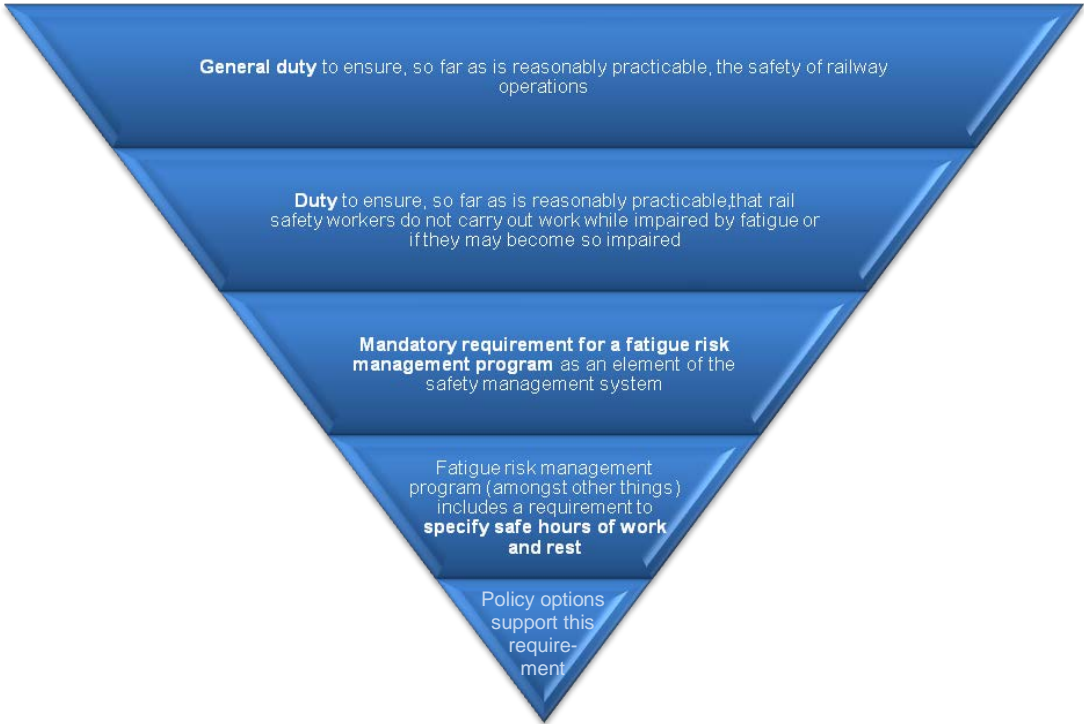 General duty to ensure, so far as is reasonably practicable, the safety of railway
operations
Duty to ensure, so far as is reasonably practicable,that rail
safety workers do not carry out work while impaired by fatigue or
if they may become so impaired
Mandatory requirement for a fatigue risk
management program as an element of the
safety management system
Fatigue risk management
program (amongst other things)
includes a requirement to
specify safe hours of work
and rest
Policy options
support this
require-
ment